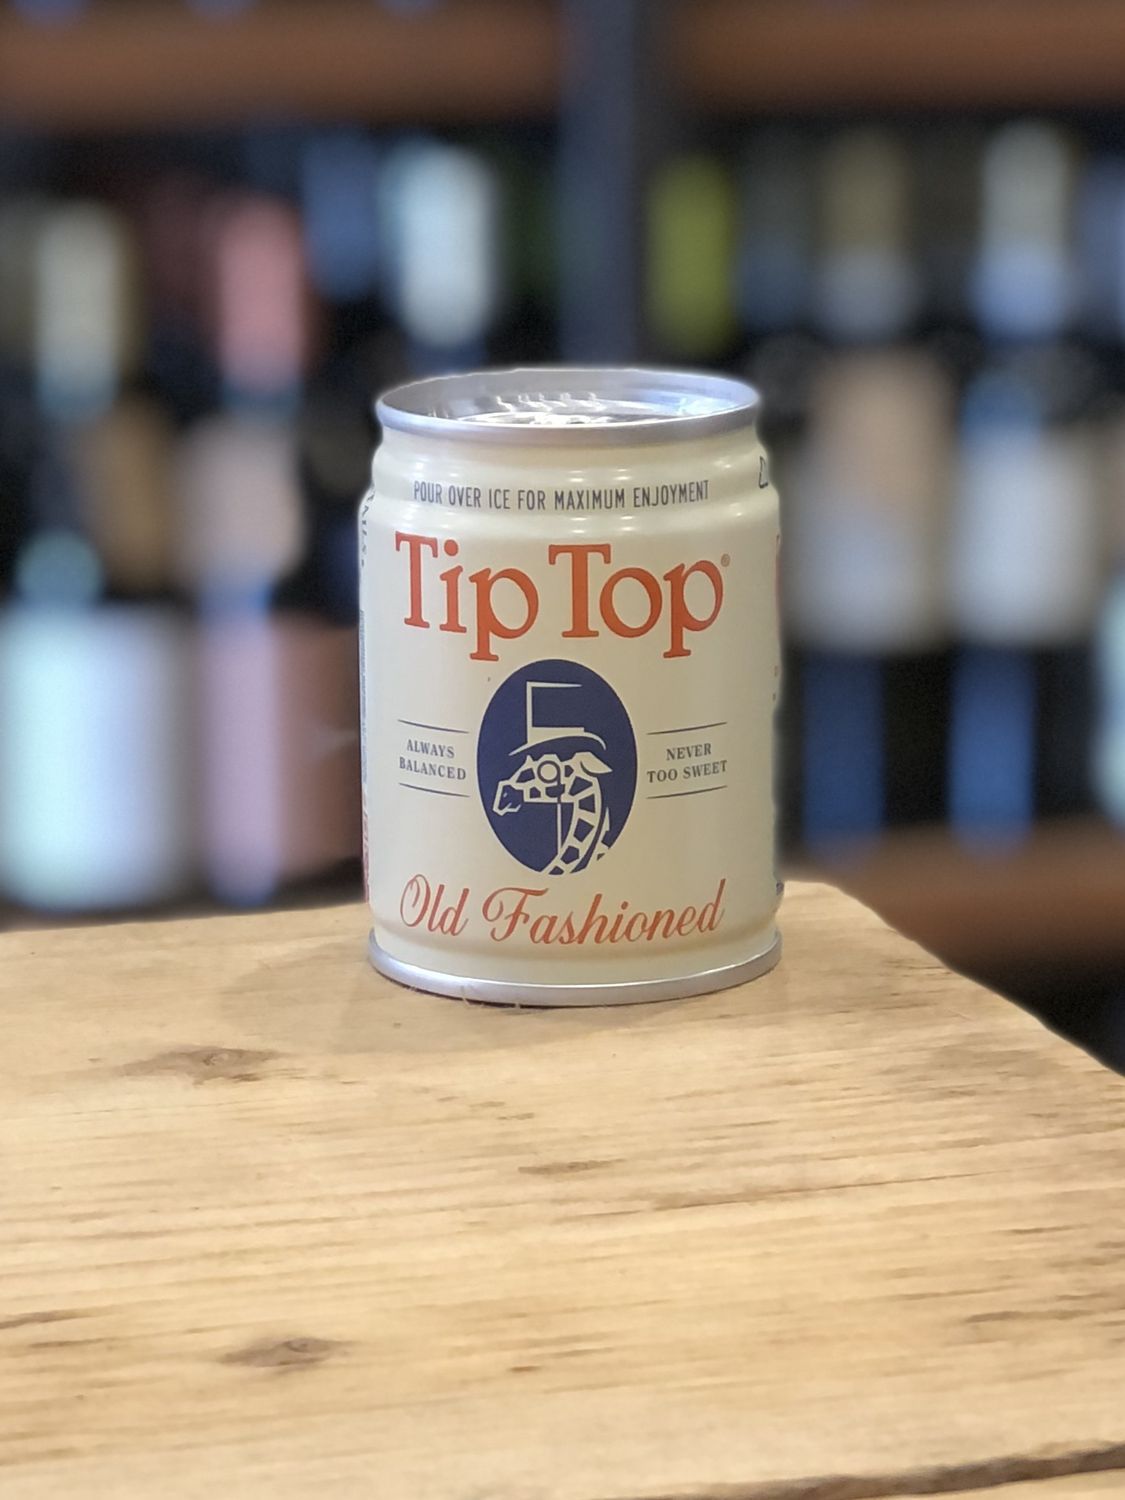 POUR OVER ICE FOR MAXIMUM ENJOYMENT
Tip Top®
ALWAYS
BALANCED
NEVER
TOO SWEET
Old Fashioned